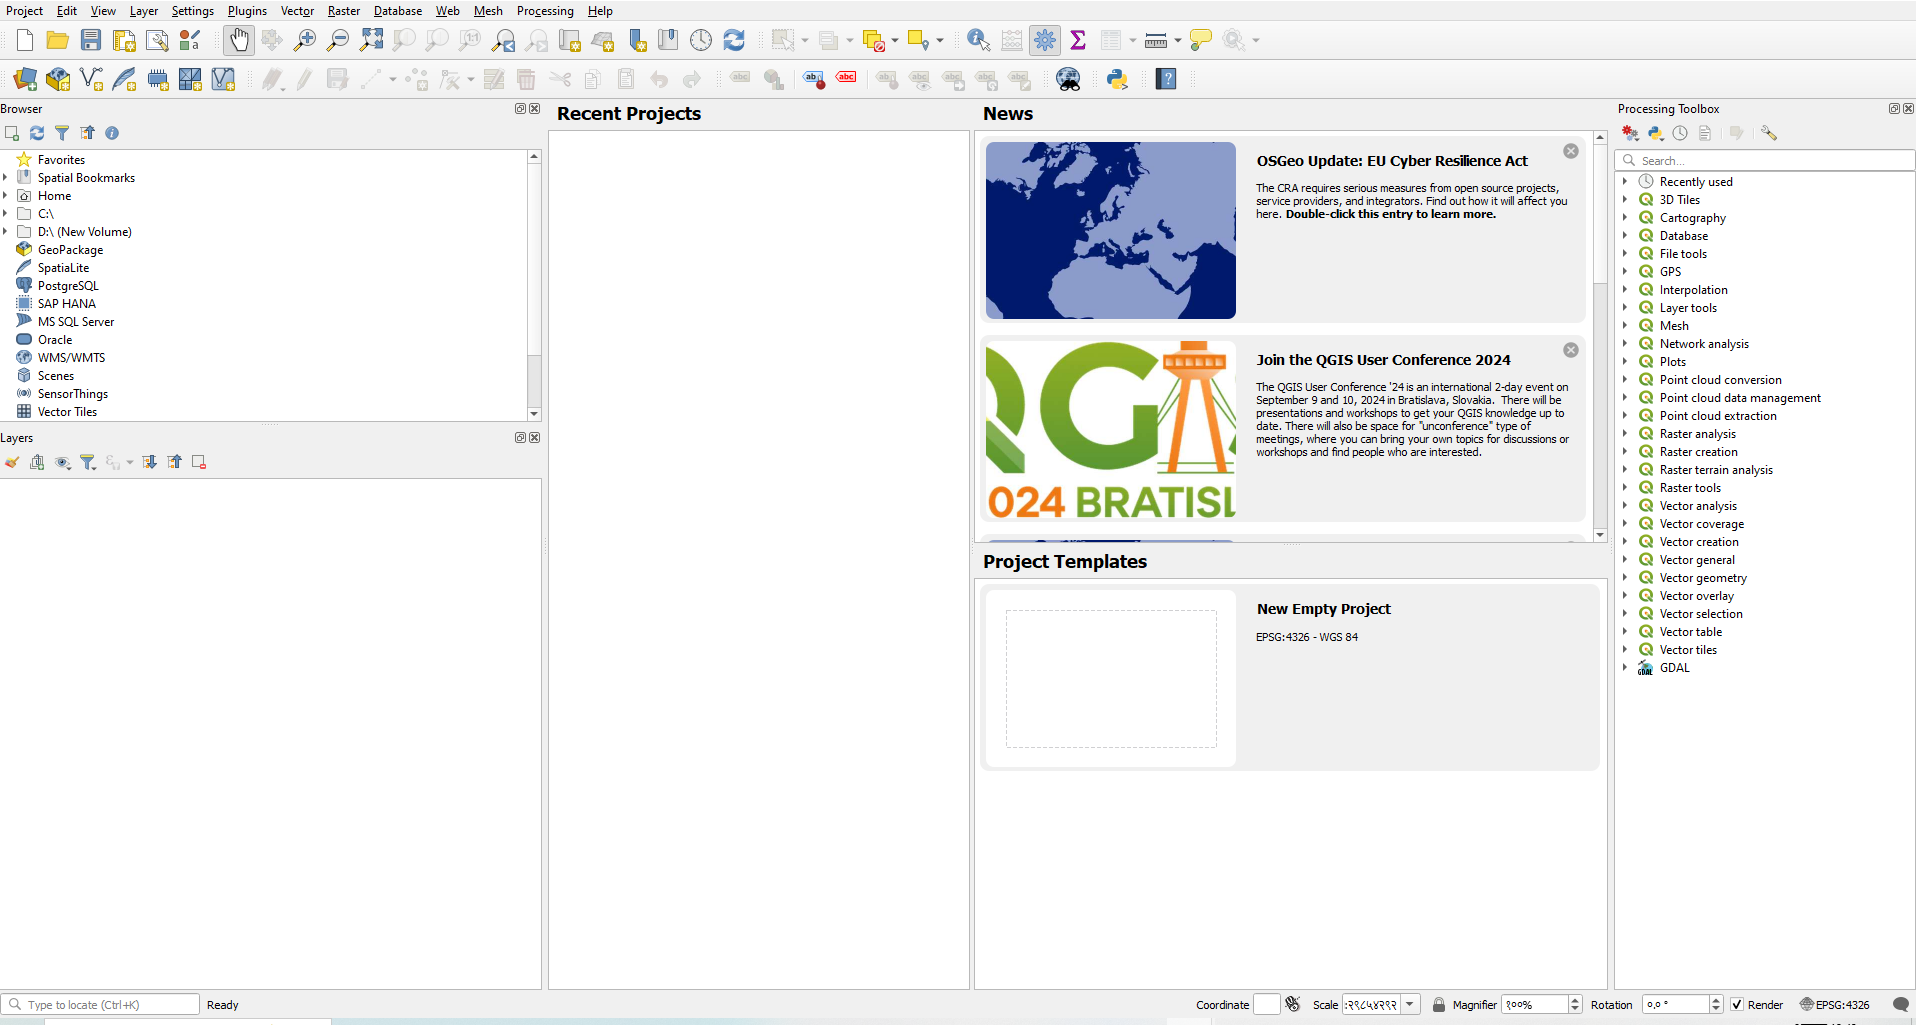 Project Edit View Layer Settings Plugins Vector Raster Database Web Mesh Processing Help
Browser
Favorites
Spatial Bookmarks
Home
C:\
D:\ (New Volume)
GeoPackage
SpatiaLite
PostgreSQL
SAP HANA
MS SQL Server
Oracle
WMS/WMTS
Scenes
SensorThings
Vector Tiles
Layers
Recent Projects
News
OSGeo Update: EU Cyber Resilience Act
The CRA requires serious measures from open source projects,
service providers, and integrators. Find out how it will affect you
here. Double-click this entry to learn more.
Join the QGIS User Conference 2024
The QGIS User Conference '24 is an international 2-day event on
September 9 and 10, 2024 in Bratislava, Slovakia. There will be
presentations and workshops to get your QGIS knowledge up to
date. There will also be space for "unconference" type of
meetings, where you can bring your own topics for discussions or
workshops and find people who are interested.
QGIS
024 BRATISL
Project Templates
New Empty Project
EPSG:4326 - WGS 84
Processing Toolbox
Search...
Recently used
3D Tiles
Cartography
Database
File tools
GPS
Interpolation
Layer tools
Mesh
Network analysis
Plots
Point cloud conversion
Point cloud data management
Point cloud extraction
Raster analysis
Raster creation
Raster terrain analysis
Raster tools
Vector analysis
Vector coverage
Vector creation
Vector general
Vector geometry
Vector overlay
Vector selection
Vector table
Vector tiles
GDAL
Type to locate (Ctrl+K) Ready Coordinate Scale :२९८५४२९२ Magnifier १००% Rotation ०.० ° Render EPSG:4326